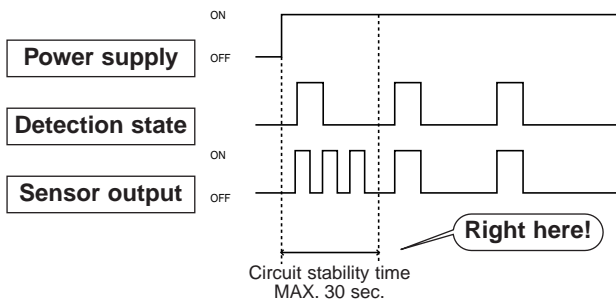 ON
Power supply
OFF
Detection state
ON
Sensor output
OFF
Right here!
Circuit stability time
MAX. 30 sec.